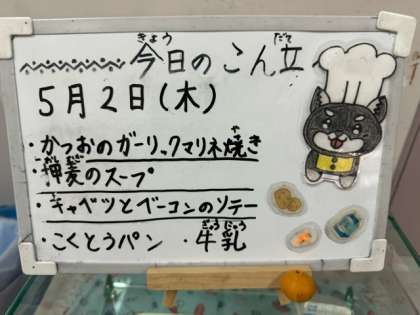 今日のこん立
5月2日(木)
・かつおのガーリックマリネ焼き
・押麦のスープ
・キャベツとベーコンのソテー
・こくとうパン ・牛乳